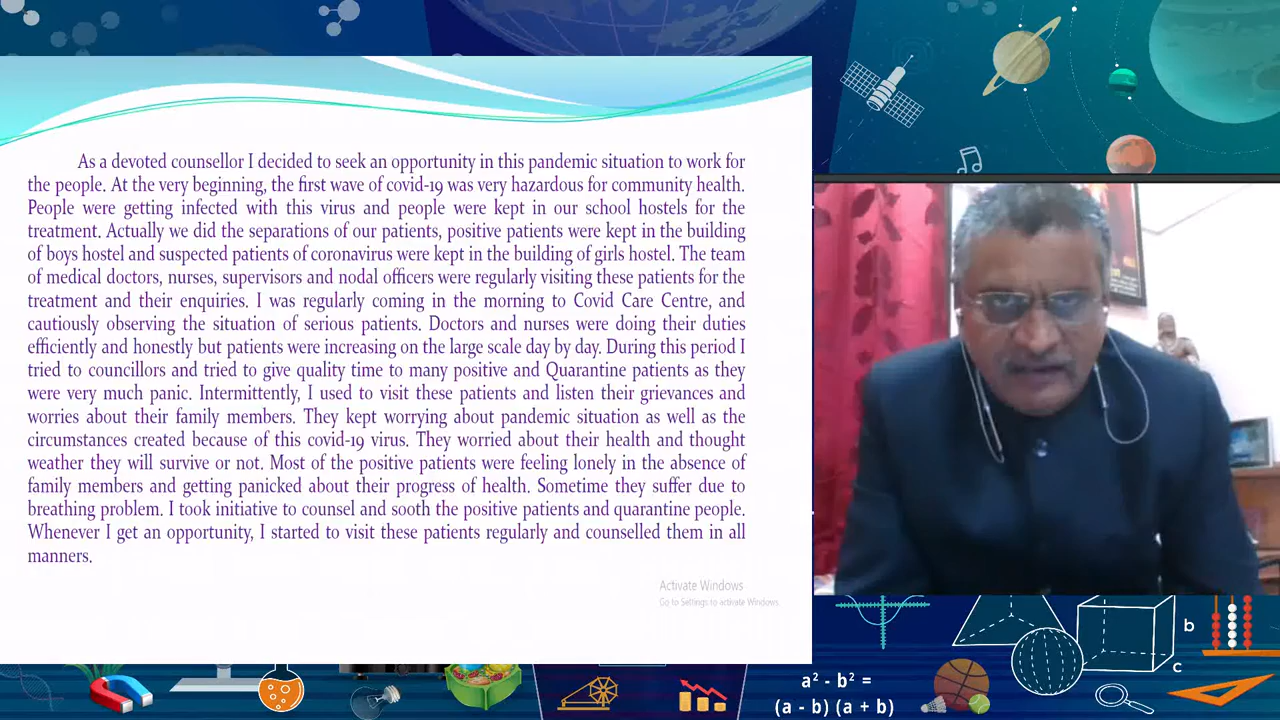 As a devoted counsellor I decided to seek an opportunity in this pandemic situation to work for
the people. At the very beginning, the first wave of covid-19 was very hazardous for community health.
People were getting infected with this virus and people were kept in our school hostels for the
treatment. Actually we did the separations of our patients, positive patients were kept in the building
of boys hostel and suspected patients of coronavirus were kept in the building of girls hostel. The team
of medical doctors, nurses, supervisors and nodal officers were regularly visiting these patients for the
treatment and their enquiries. I was regularly coming in the morning to Covid Care Centre, and
cautiously observing the situation of serious patients. Doctors and nurses were doing their duties
efficiently and honestly but patients were increasing on the large scale day by day. During this period I
tried to councillors and tried to give quality time to many positive and Quarantine patients as they
were very much panic. Intermittently, I used to visit these patients and listen their grievances and
worries about their family members. They kept worrying about pandemic situation as well as the
circumstances created because of this covid-19 virus. They worried about their health and thought
weather they will survive or not. Most of the positive patients were feeling lonely in the absence of
family members and getting panicked about their progress of health. Sometime they suffer due to
breathing problem. I took initiative to counsel and sooth the positive patients and quarantine people.
Whenever I get an opportunity, I started to visit these patients regularly and counselled them in all
manners.
Activate Windows
Go to Settings to activate Windows.
b
c
a² - b² =
(a - b) (a + b)